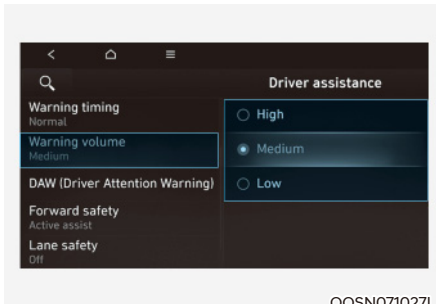 Driver assistance
Warning timing
Normal
Warning volume
Medium
DAW (Driver Attention Warning)
Forward safety
Active assist
Lane safety
Off
High
Medium
Low